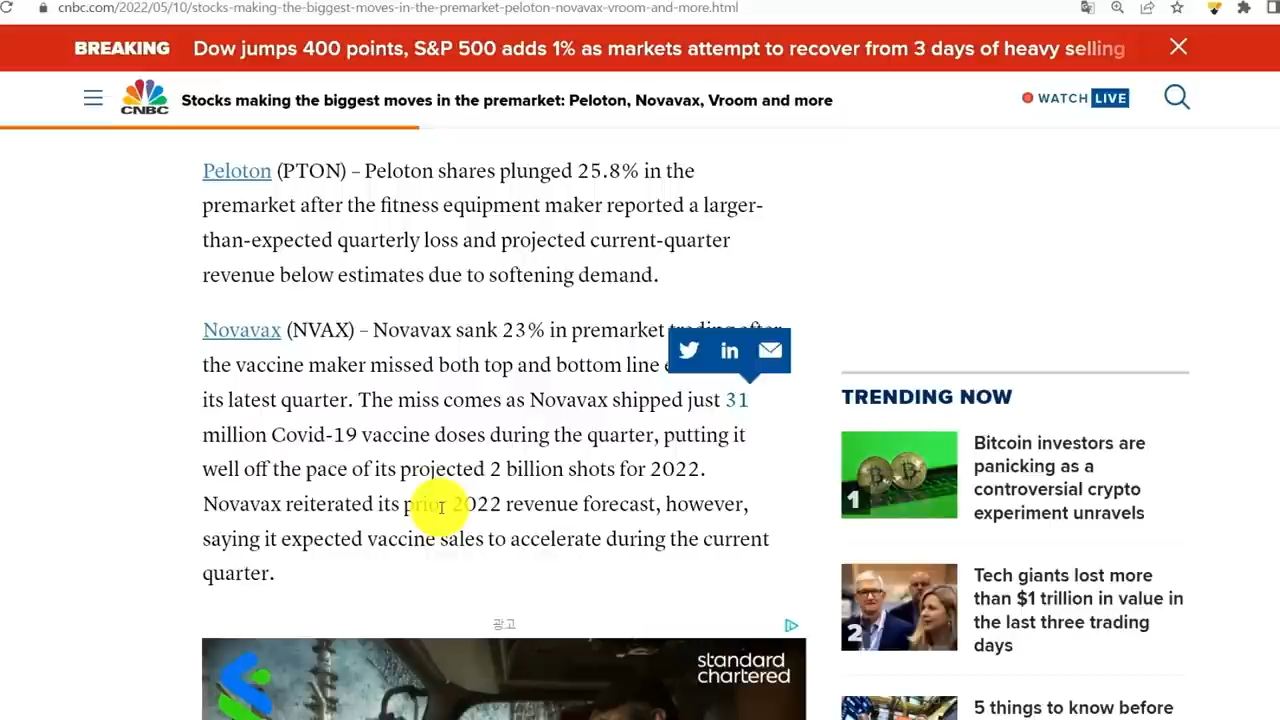 cnbc.com/2022/05/10/stocks-making-the-biggest-moves-in-the-premarket-peloton-novavax-vroom-and-more.html
BREAKING Dow jumps 400 points, S&P 500 adds 1% as markets attempt to recover from 3 days of heavy selling
CNBC
Stocks making the biggest moves in the premarket: Peloton, Novavax, Vroom and more
WATCH LIVE
Peloton (PTON) – Peloton shares plunged 25.8% in the
premarket after the fitness equipment maker reported a larger-
than-expected quarterly loss and projected current-quarter
revenue below estimates due to softening demand.
Novavax (NVAX) – Novavax sank 23% in premarket trading after
the vaccine maker missed both top and bottom line
its latest quarter. The miss comes as Novavax shipped just 31
million Covid-19 vaccine doses during the quarter, putting it
well off the pace of its projected 2 billion shots for 2022.
Novavax reiterated its prior 2022 revenue forecast, however,
saying it expected vaccine sales to accelerate during the current
quarter.
광고
standard
chartered
TRENDING NOW
1
Bitcoin investors are
panicking as a
controversial crypto
experiment unravels
2
Tech giants lost more
than $1 trillion in value in
the last three trading
days
5 things to know before